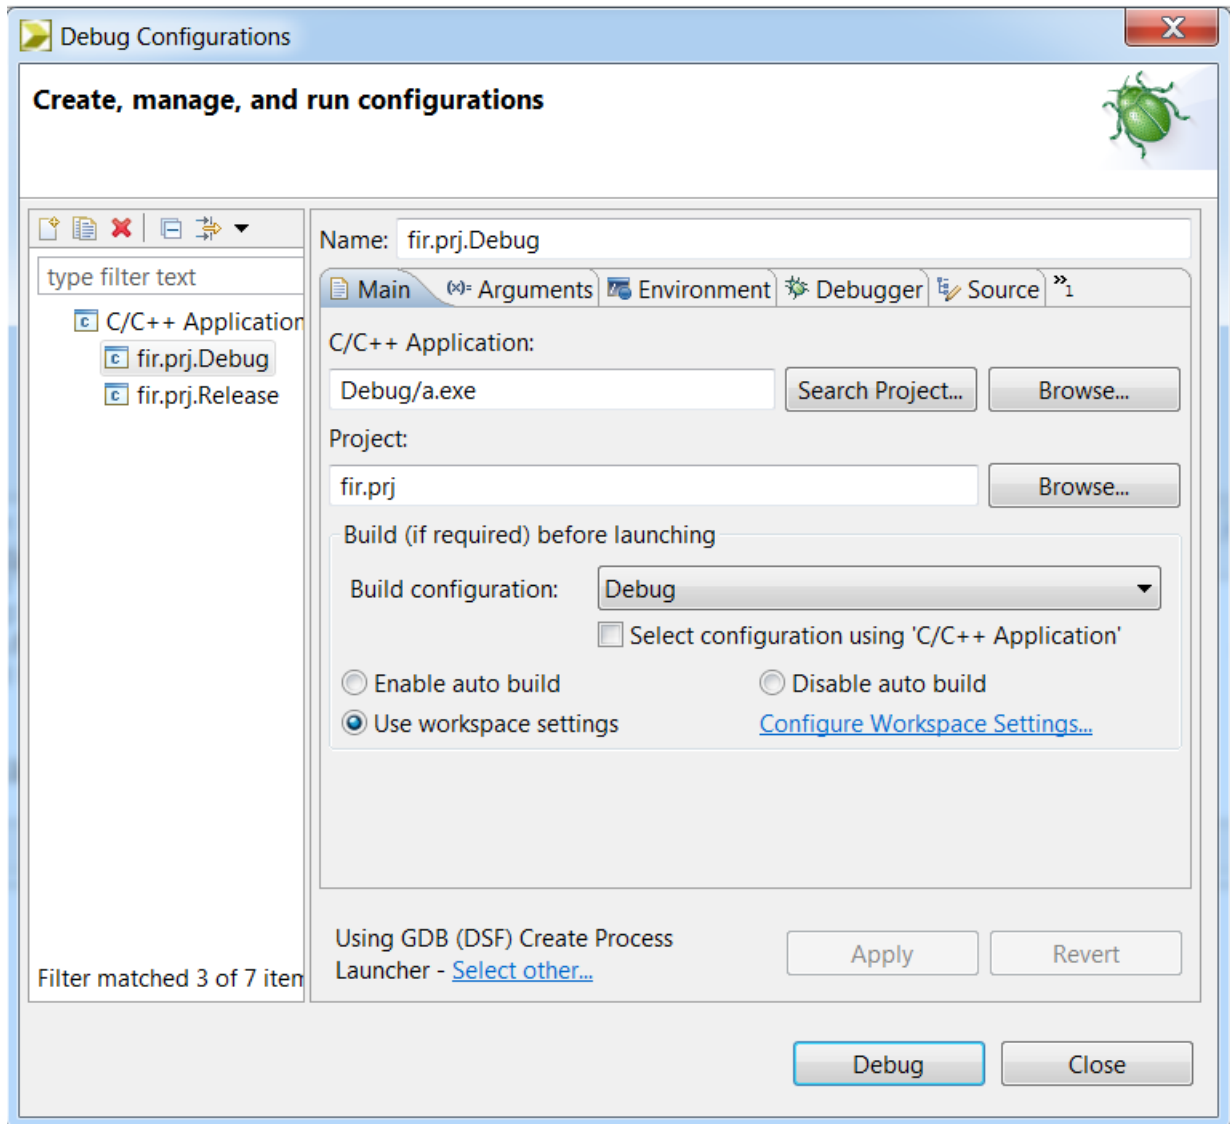 Debug Configurations
Create, manage, and run configurations
type filter text
C/C++ Application
fir.prj.Debug
fir.prj.Release
Filter matched 3 of 7 item
Name: fir.prj.Debug
Main (x)= Arguments Environment Debugger Source »1
C/C++ Application:
Debug/a.exe Search Project... Browse...
Project:
fir.prj Browse...
Build (if required) before launching
Build configuration: Debug
Select configuration using 'C/C++ Application'
Enable auto build Disable auto build
Use workspace settings Configure Workspace Settings...
Using GDB (DSF) Create Process
Launcher - Select other...
Apply Revert
Debug Close